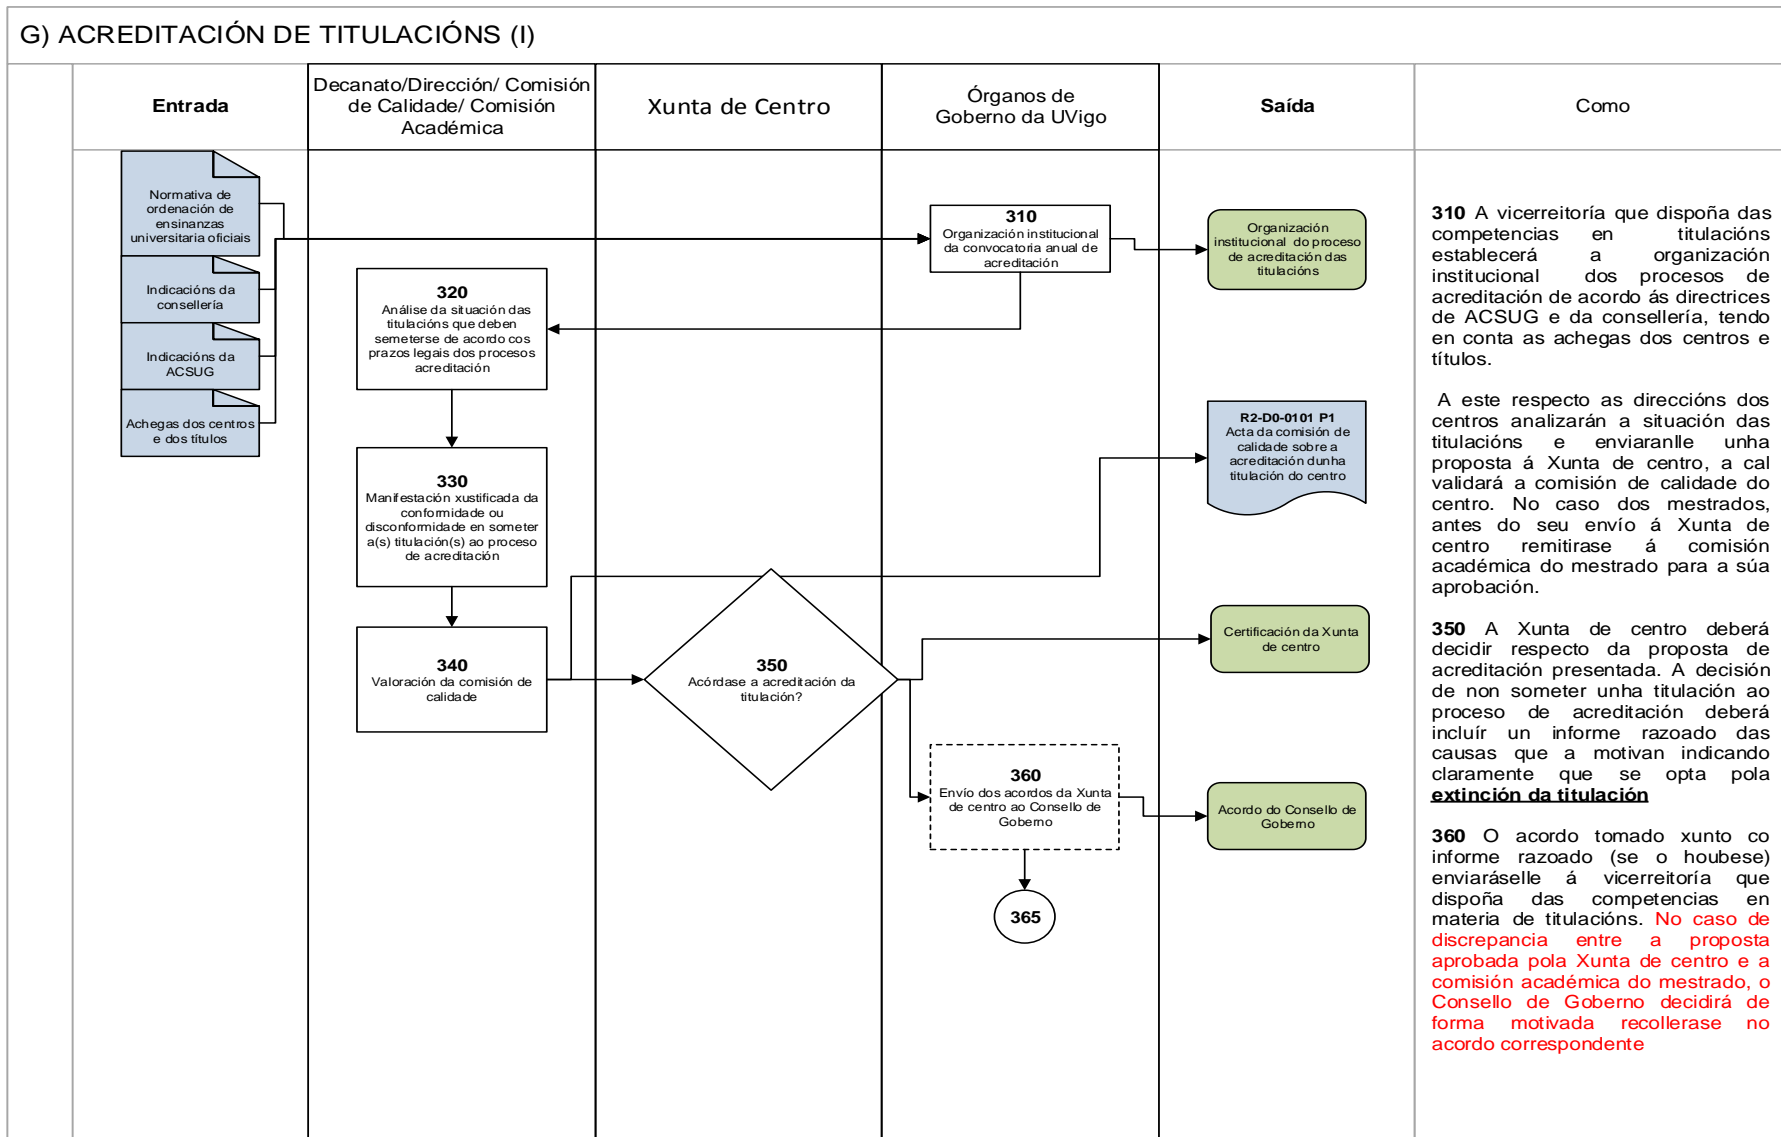 G) ACREDITACIÓN DE TITULACIÓNS (I)
Entrada
Decanato/Dirección/ Comisión
de Calidade/ Comisión
Académica
Xunta de Centro
Órganos de
Goberno da UVigo
Saída
Como
Normativa de
ordenación de
ensinanzas
universitaria oficiais
Indicacións da
consellería
Indicacións da
ACSUG
Achegas dos centros
e dos títulos
310
Organización institucional
da convocatoria anual de
acreditación
Organización
institucional do proceso
de acreditación das
titulacións
320
Análise da situación das
titulacións que deben
semeterse de acordo cos
prazos legais dos procesos
acreditación
330
Manifestación xustificada da
conformidade ou
disconformidade en someter
a(s) titulación(s) ao proceso
de acreditación
R2-D0-0101 P1
Acta da comisión de
calidade sobre a
acreditación dunha
titulación do centro
340
Valoración da comisión de
calidade
350
Acórdase a acreditación da
titulación?
Certificación da Xunta
de centro
360
Envío dos acordos da Xunta
de centro ao Consello de
Goberno
Acordo do Consello de
Goberno
365
310 A vicerreitoría que dispoña das
competencias en titulacións
establecerá a organización
institucional dos procesos de
acreditación de acordo ás directrices
de ACSUG e da consellería, tendo
en conta as achegas dos centros e
títulos.
A este respecto as direccións dos
centros analizarán a situación das
titulacións e enviaranlle unha
proposta á Xunta de centro, a cal
validará a comisión de calidade do
centro. No caso dos mestrados,
antes do seu envío á Xunta de
centro remitirase á comisión
académica do mestrado para a súa
aprobación.
350 A Xunta de centro deberá
decidir respecto da proposta de
acreditación presentada. A decisión
de non someter unha titulación ao
proceso de acreditación deberá
incluír un informe razoado das
causas que a motivan indicando
claramente que se opta pola
extinción da titulación
360 O acordo tomado xunto co
informe razoado (se o houbese)
enviaráselle á vicerreitoría que
dispoña das competencias en
materia de titulacións. No caso de
discrepancia entre a proposta
aprobada pola Xunta de centro e a
comisión académica do mestrado, o
Consello de Goberno decidirá de
forma motivada recollerase no
acordo correspondente